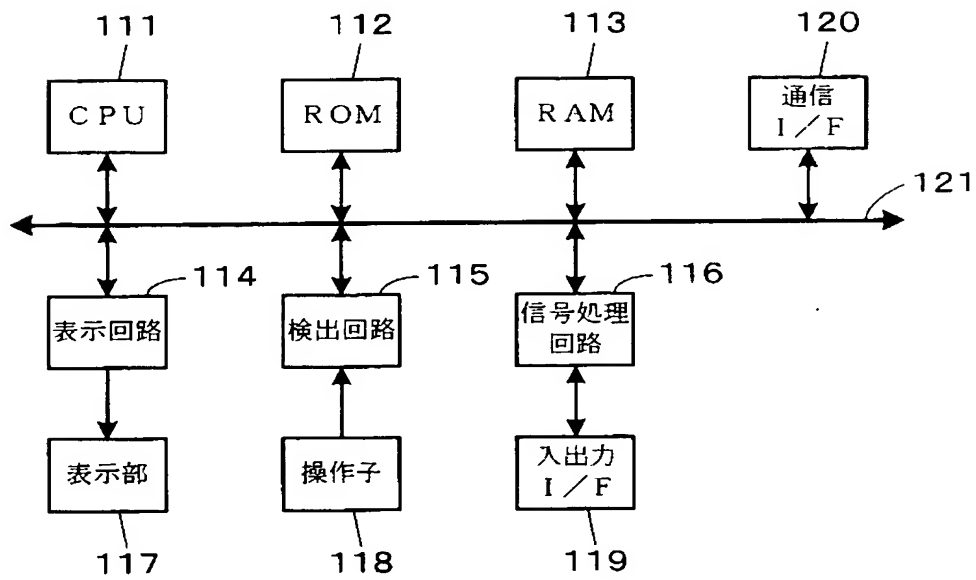 111
112
113
120
CPU
ROM
RAM
通信
I/F
121
114
115
116
表示回路
検出回路
信号処理
回路
表示部
操作子
入出力
I/F
117
118
119